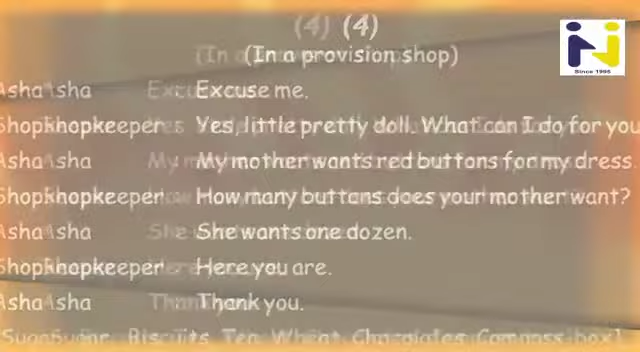 (4)
(In a provision shop)
Asha : Excuse me.
Shopkeeper : Yes, little pretty doll. What can I do for you
Asha : My mother wants red buttons for my dress.
Shopkeeper : How many buttons does your mother want?
Asha : She wants one dozen.
Shopkeeper : Here you are.
Asha : Thank you.
Sugar, Biscuits, Tea, Wheat, Compass box]
Since 1996